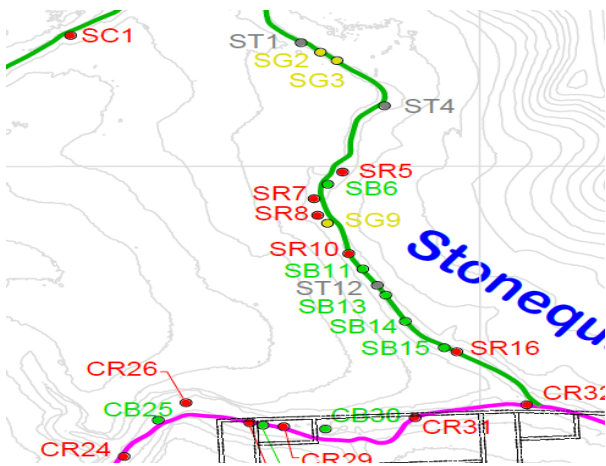 SC1
ST1
SG2
SG3
ST4
SR5
SB6
SR7
SR8
SG9
SR10
SB11
ST12
SB13
SB14
SB15
SR16
Stonequ
CR26
CR32
CB25
CB30
CR31
CR24
CR29